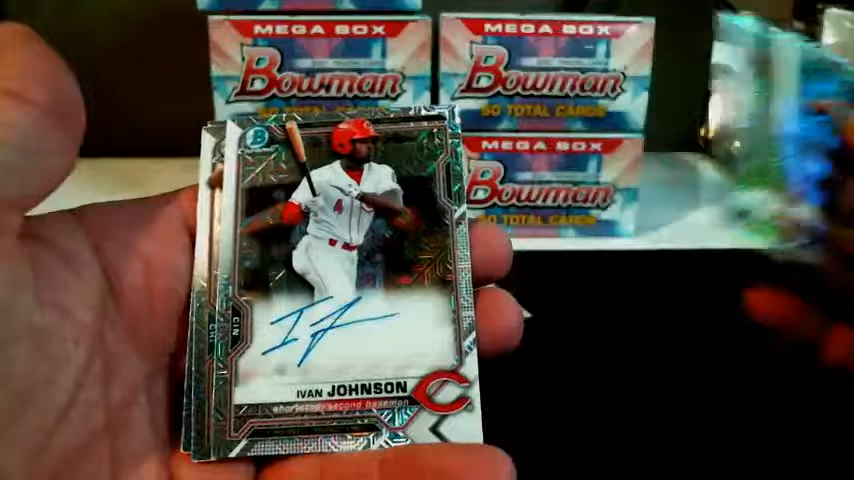 MEGA BOX
Bowman
50 TOTAL CARDS
MEGA BOX
Bowman
50 TOTAL CARDS
MEGA BOX
Bowman
50 TOTAL CARDS
B
4
CIN
IVAN JOHNSON
shortstop/second baseman
C